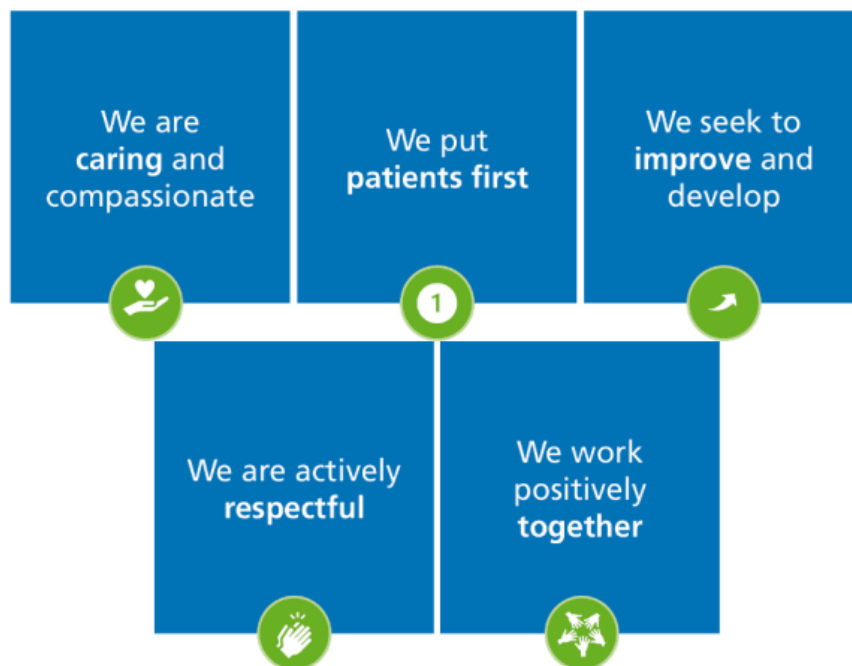 We are
caring and
compassionate
We put
patients first
We seek to
improve and
develop
1
We are actively
respectful
We work
positively
together